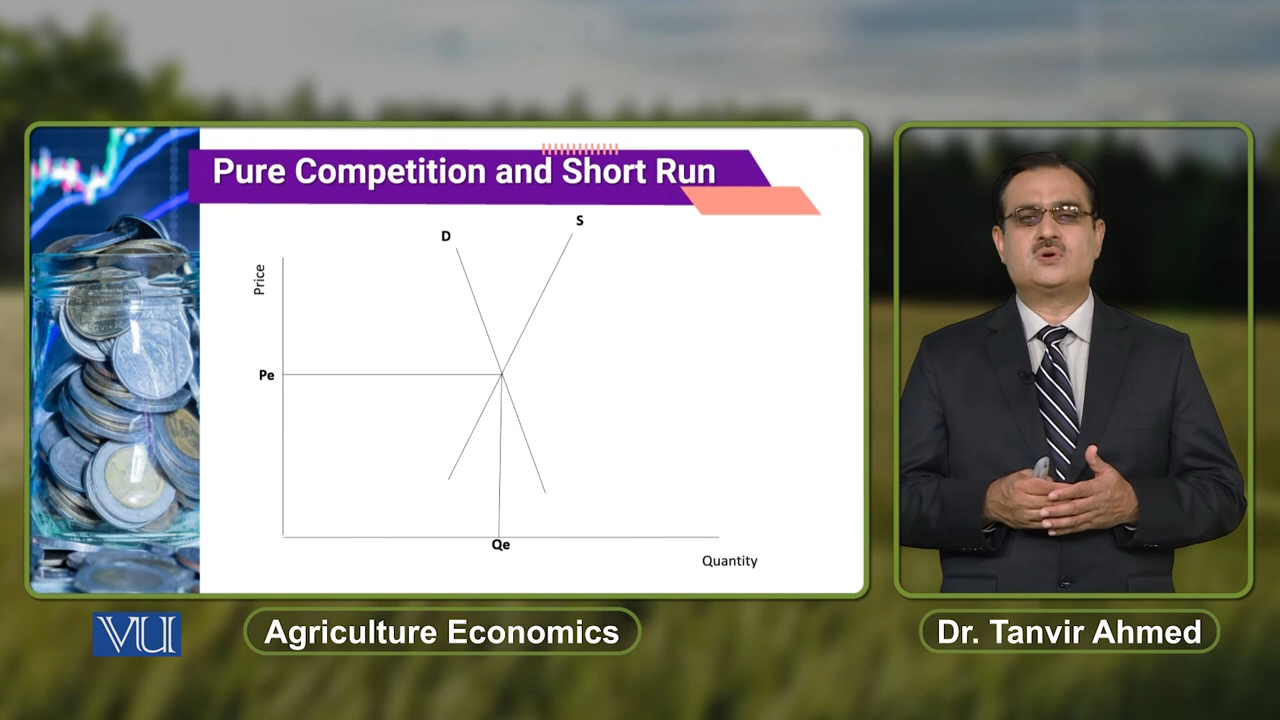 Pure Competition and Short Run
D
S
Price
Pe
Qe
Quantity
VU
Agriculture Economics
Dr. Tanvir Ahmed